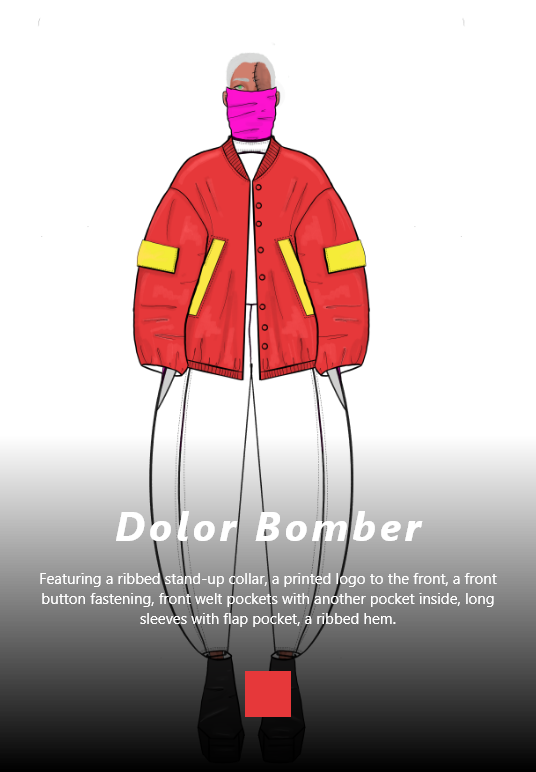 Dolor Bomber
Featuring a ribbed stand-up collar, a printed logo to the front, a front
button fastening, front welt pockets with another pocket inside, long
sleeves with flap pocket, a ribbed hem.